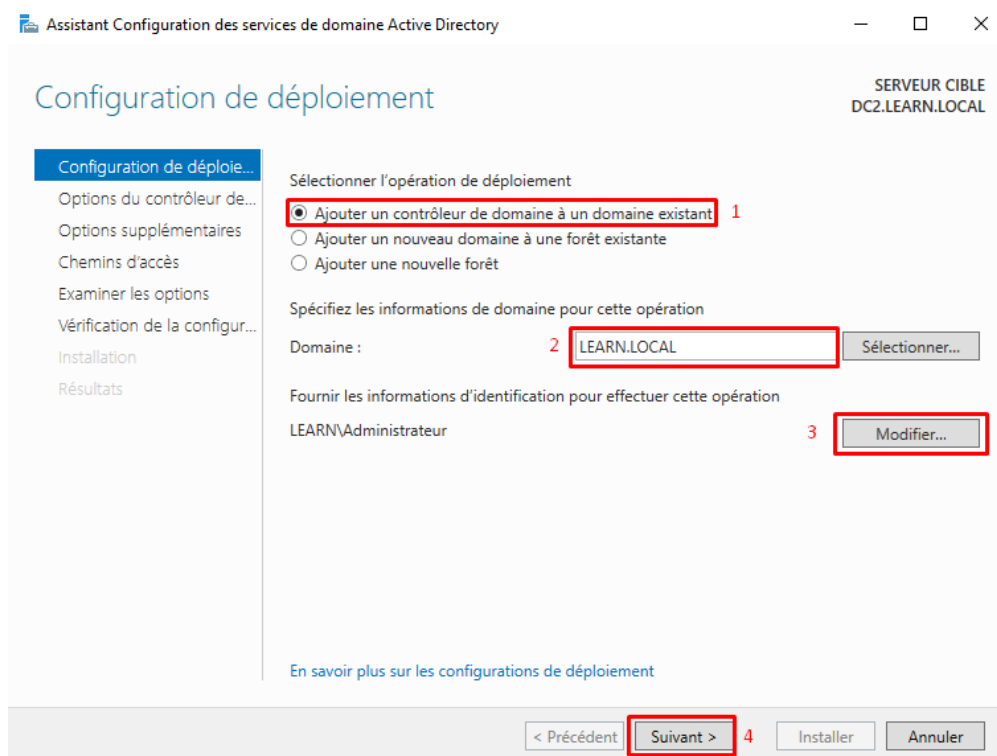 Assistant Configuration des services de domaine Active Directory
Configuration de déploiement
SERVEUR CIBLE
DC2.LEARN.LOCAL
Configuration de déploie...
Options du contrôleur de...
Options supplémentaires
Chemins d'accès
Examiner les options
Vérification de la configur...
Installation
Résultats
Sélectionner l'opération de déploiement
Ajouter un contrôleur de domaine à un domaine existant 1
Ajouter un nouveau domaine à une forêt existante
Ajouter une nouvelle forêt
Spécifiez les informations de domaine pour cette opération
Domaine : 2 LEARN.LOCAL Sélectionner...
Fournir les informations d'identification pour effectuer cette opération
LEARN\Administrateur 3 Modifier...
En savoir plus sur les configurations de déploiement
< Précédent Suivant > 4 Installer Annuler